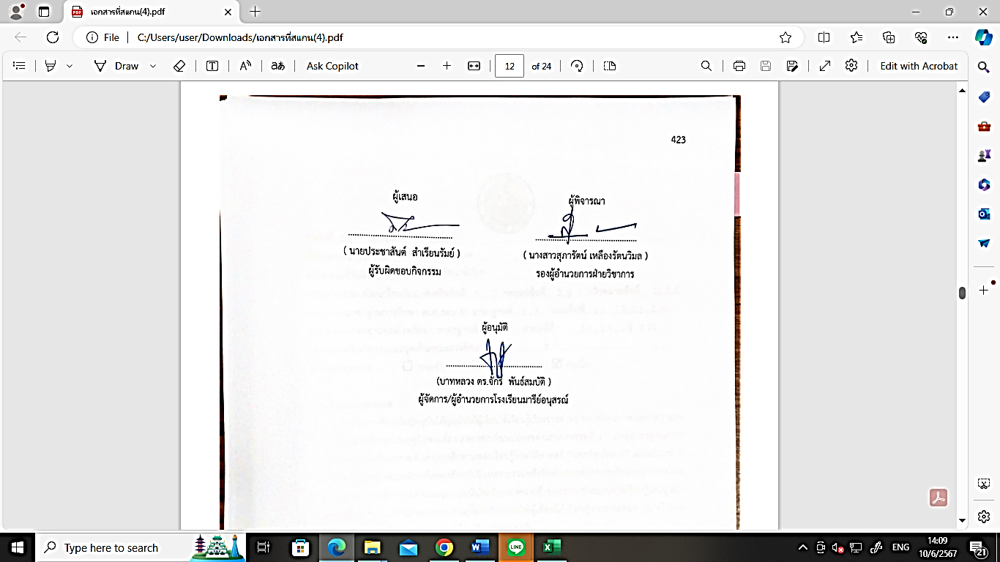 เอกสารที่สแกน(4).pdf
File
C:/Users/user/Downloads/เอกสารที่สแกน(4).pdf
Draw
Ask Copilot
12
of 24
Edit with Acrobat
423
ผู้เสนอ
ผู้พิจารณา
( นายประชาสันต์ สำเรียนรัมย์ )
( นางสาวสุภารัตน์ เหลืองรัตนวิมล )
ผู้รับผิดชอบกิจกรรม
รองผู้อำนวยการฝ่ายวิชาการ
ผู้อนุมัติ
(บาทหลวง ดร.จักรี พันธ์สมบัติ )
ผู้จัดการ/ผู้อำนวยการโรงเรียนมารีย์อนุสรณ์
Type here to search
LINE
ENG
14:09
10/6/2567
21